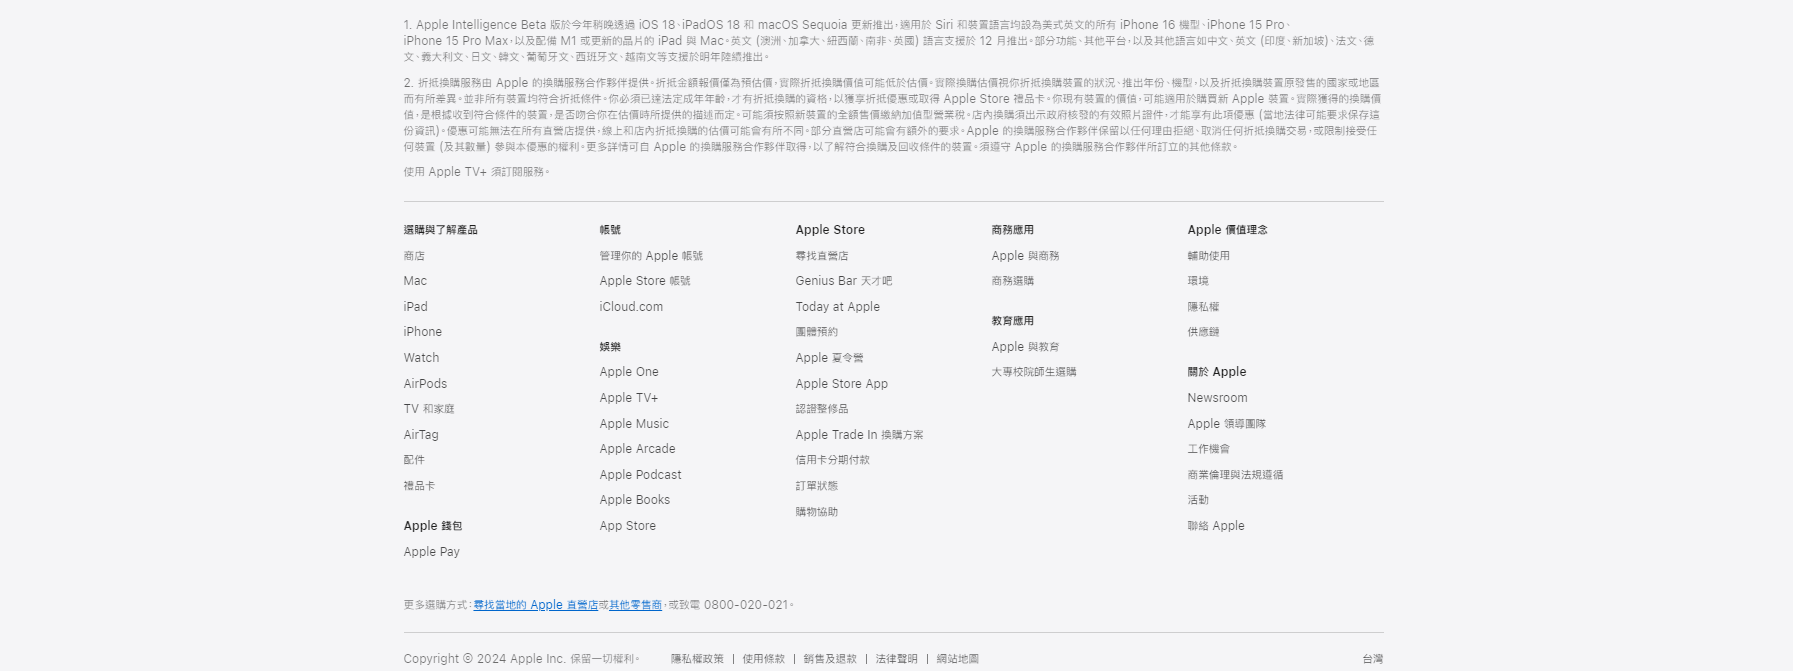 1. Apple Intelligence Beta 版於今年稍晚透過 iOS 18、iPadOS 18 和 macOS Sequoia 更新推出，適用於 Siri 和裝置語言均設為美式英文的所有 iPhone 16 機型、iPhone 15 Pro、
iPhone 15 Pro Max，以及配備 M1 或更新的晶片的 iPad 與 Mac。英文 (澳洲、加拿大、紐西蘭、南非、英國) 語言支援於 12 月推出。部分功能、其他平台，以及其他語言如中文、英文 (印度、新加坡)、法文、德
文、義大利文、日文、韓文、葡萄牙文、西班牙文、越南文等支援於明年陸續推出。
2. 折抵換購服務由 Apple 的換購服務合作夥伴提供。折抵金額報價僅為預估價，實際折抵換購價值可能低於估價。實際換購估價視你折抵換購裝置的狀況、推出年份、機型，以及折抵換購裝置原發售的國家或地區
而有所差異。並非所有裝置均符合折抵條件。你必須已達法定成年年齡，才有折抵換購的資格，以獲享折抵優惠或取得 Apple Store 禮品卡。你現有裝置的價值，可能適用於購買新 Apple 裝置。實際獲得的換購價
值，是根據收到符合條件的裝置，是否吻合你在估價時所提供的描述而定。可能須按照新裝置的全額售價繳納加值型營業稅。店內換購須出示政府核發的有效照片證件，才能享有此項優惠 (當地法律可能要求保存這
份資訊)。優惠可能無法在所有直營店提供，線上和店內折抵換購的估價可能會有所不同。部分直營店可能會有額外的要求。Apple 的換購服務合作夥伴保留以任何理由拒絕、取消任何折抵換購交易，或限制接受任
何裝置 (及其數量) 參與本優惠的權利。更多詳情可自 Apple 的換購服務合作夥伴取得，以了解符合換購及回收條件的裝置。須遵守 Apple 的換購服務合作夥伴所訂立的其他條款。
使用 Apple TV+ 須訂閱服務。
選購與了解產品
商店
Mac
iPad
iPhone
Watch
AirPods
TV 和家庭
AirTag
配件
禮品卡
Apple 錢包
Apple Pay
帳號
管理你的 Apple 帳號
Apple Store 帳號
iCloud.com
娛樂
Apple One
Apple TV+
Apple Music
Apple Arcade
Apple Podcast
Apple Books
App Store
Apple Store
尋找直營店
Genius Bar 天才吧
Today at Apple
團體預約
Apple 夏令營
Apple Store App
認證整修品
Apple Trade In 換購方案
信用卡分期付款
訂單狀態
購物協助
商務應用
Apple 與商務
商務選購
教育應用
Apple 與教育
大專校院師生選購
Apple 價值理念
輔助使用
環境
隱私權
供應鏈
關於 Apple
Newsroom
Apple 領導團隊
工作機會
商業倫理與法規遵循
活動
聯絡 Apple
更多選購方式：尋找當地的 Apple 直營店或其他零售商，或致電 0800-020-021。
Copyright © 2024 Apple Inc. 保留一切權利。 隱私權政策 | 使用條款 | 銷售及退款 | 法律聲明 | 網站地圖 台灣